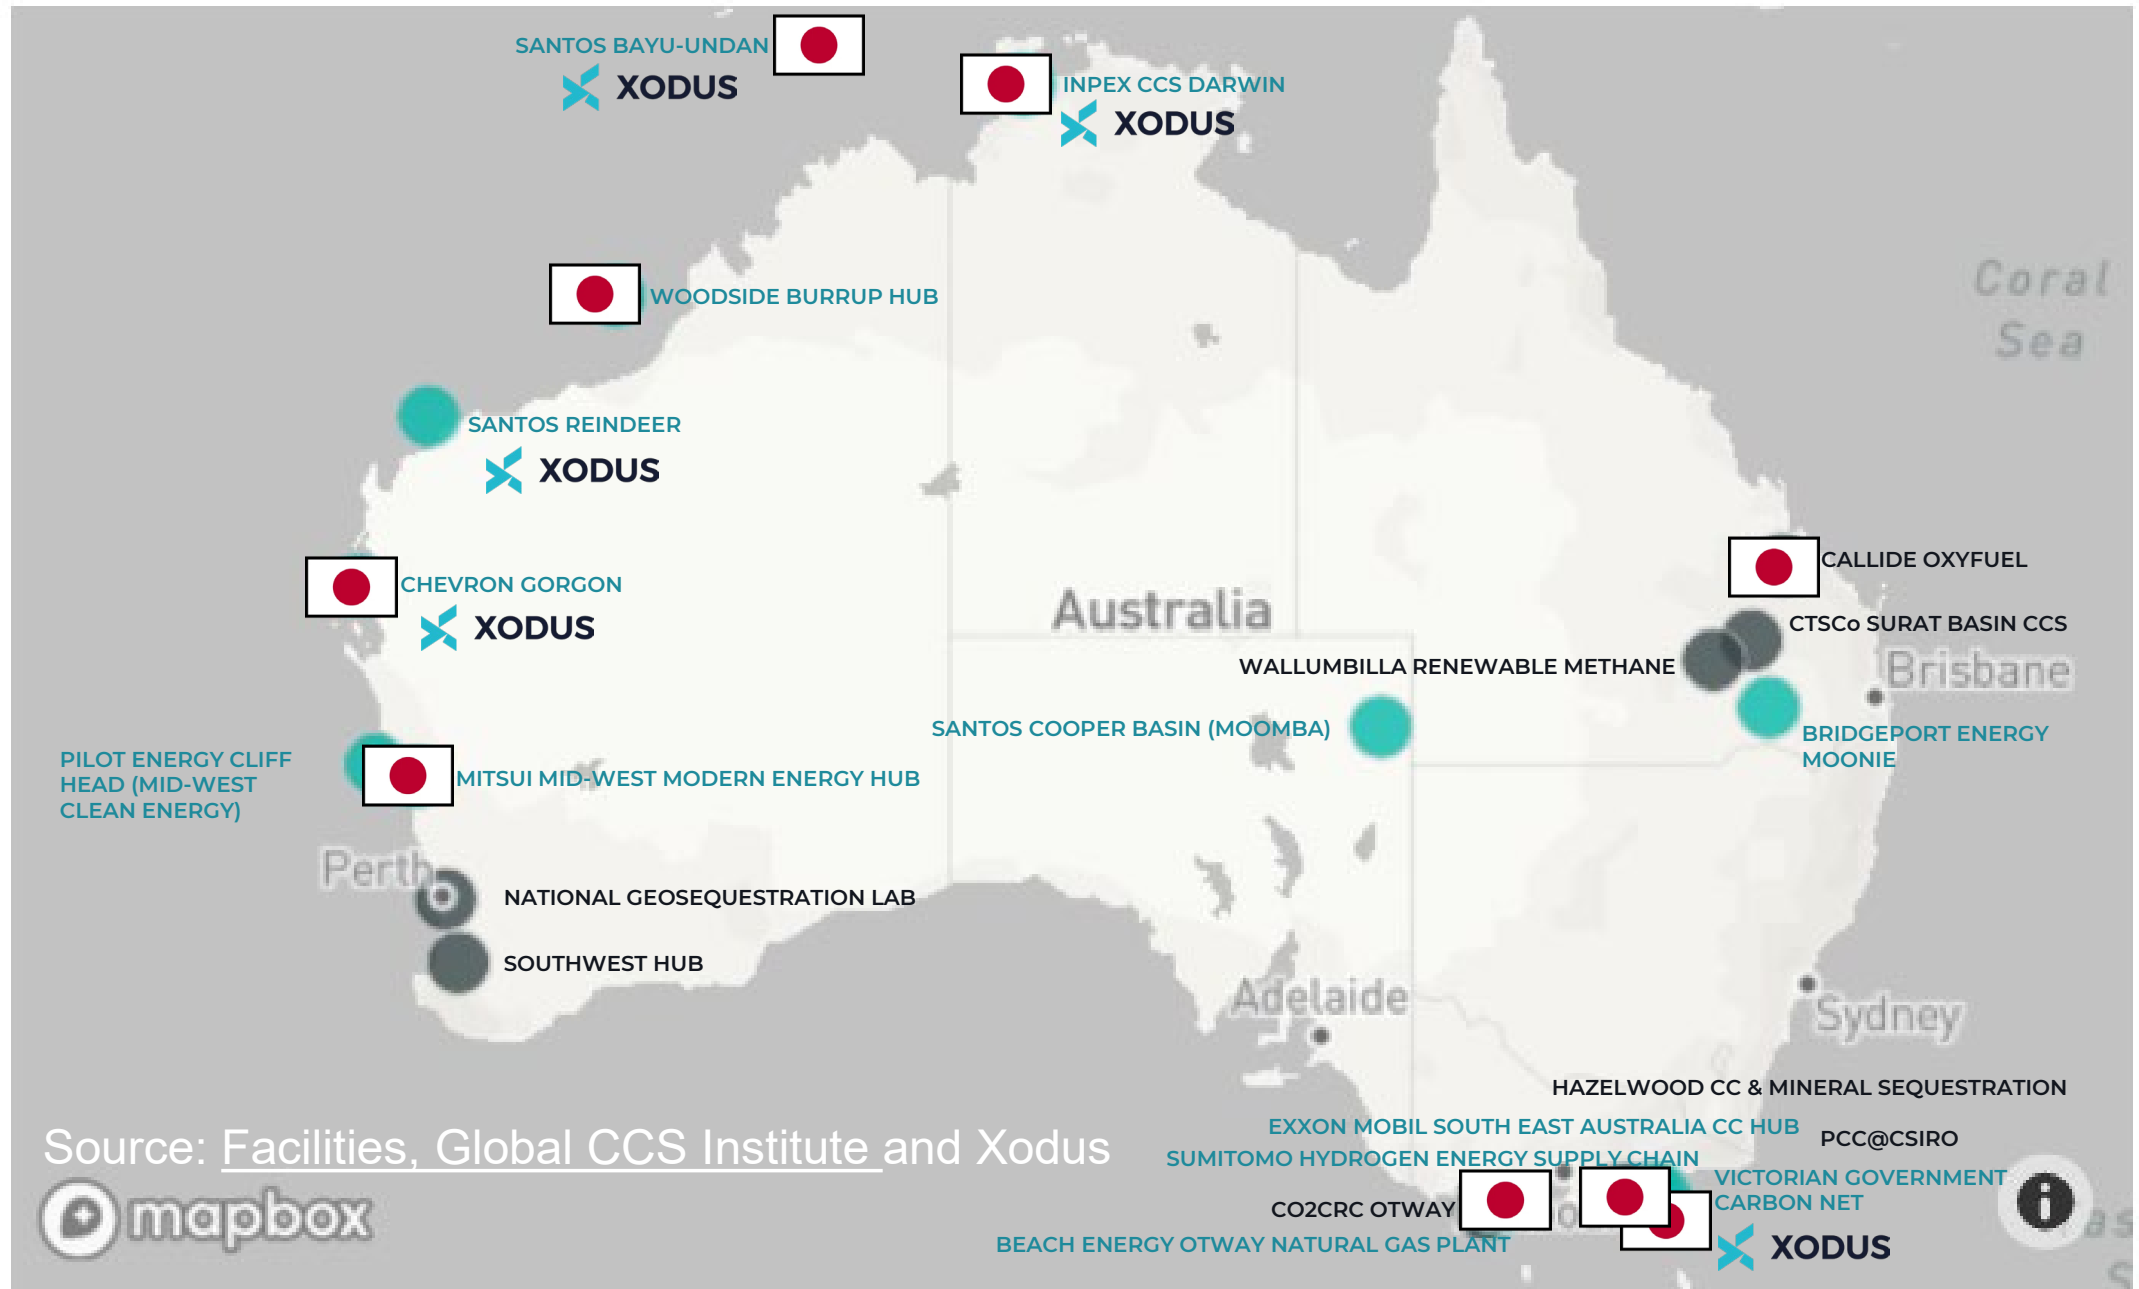 SANTOS BAYU-UNDAN
XODUS
INPEX CCS DARWIN
XODUS
Coral
Sea
WOODSIDE BURRUP HUB
SANTOS REINDEER
XODUS
CALLIDE OXYFUEL
CHEVRON GORGON
XODUS
Australia
CTSCo SURAT BASIN CCS
WALLUMBILLA RENEWABLE METHANE
Brisbane
SANTOS COOPER BASIN (MOOMBA)
BRIDGEPORT ENERGY
MOONIE
PILOT ENERGY CLIFF
HEAD (MID-WEST
CLEAN ENERGY)
MITSUI MID-WEST MODERN ENERGY HUB
Perth
NATIONAL GEOSEQUESTRATION LAB
SOUTHWEST HUB
Adelaide
Sydney
HAZELWOOD CC & MINERAL SEQUESTRATION
EXXON MOBIL SOUTH EAST AUSTRALIA CC HUB
PCC@CSIRO
SUMITOMO HYDROGEN ENERGY SUPPLY CHAIN
VICTORIAN GOVERNMENT
CARBON NET
XODUS
CO2CRC OTWAY
BEACH ENERGY OTWAY NATURAL GAS PLANT
Source: Facilities, Global CCS Institute and Xodus
mapbox